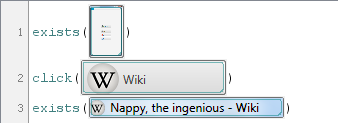 1 exists( )
2 click( W Wiki )
3 exists( W Nappy, the ingenious - Wiki )